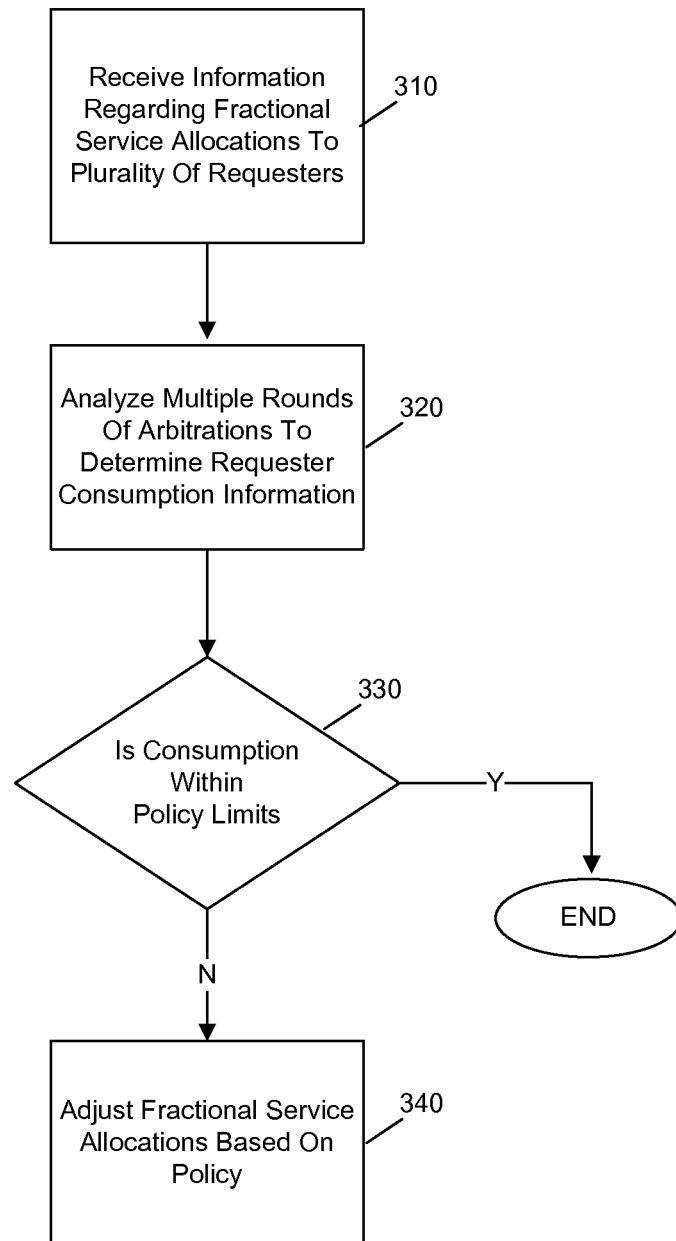 Receive Information
Regarding Fractional
Service Allocations To
Plurality Of Requesters
310
Analyze Multiple Rounds
Of Arbitrations To
Determine Requester
Consumption Information
320
Is Consumption
Within
Policy Limits
330
Y
END
N
Adjust Fractional Service
Allocations Based On
Policy
340